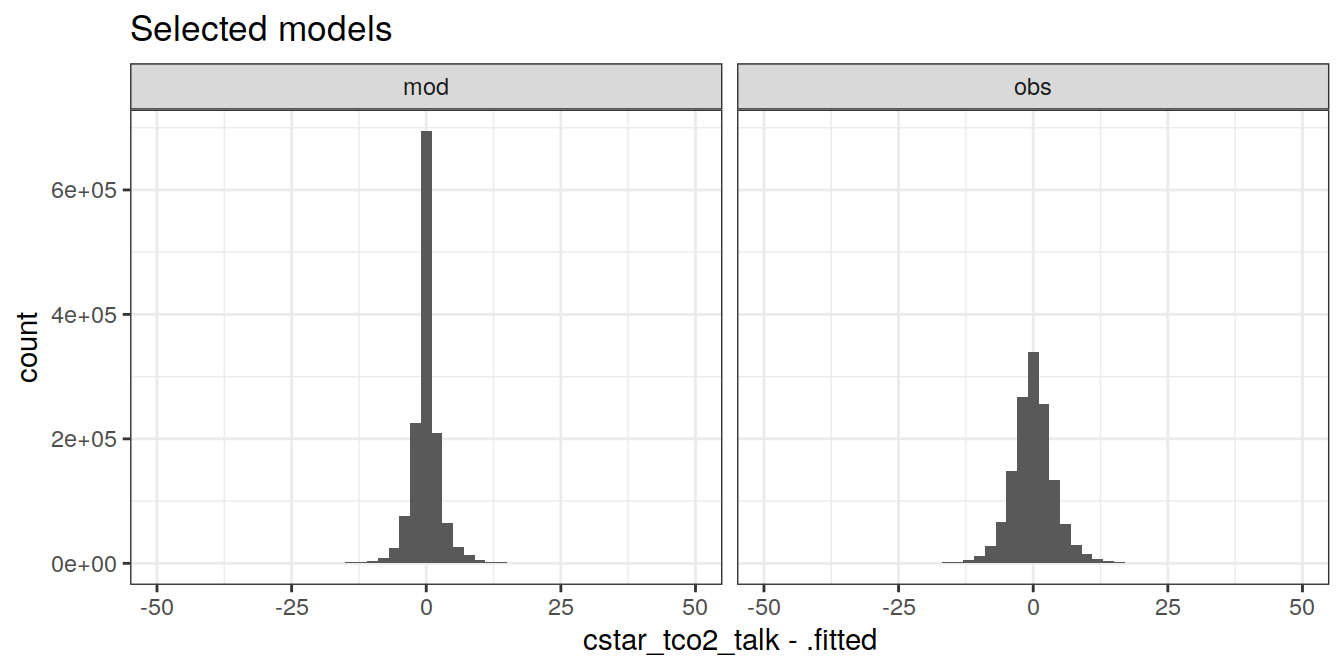 Selected models
mod obs
6e+05
4e+05
2e+05
0e+00
count
-50 -25 0 25 50 -50 -25 0 25 50
cstar_tco2_talk - .fitted